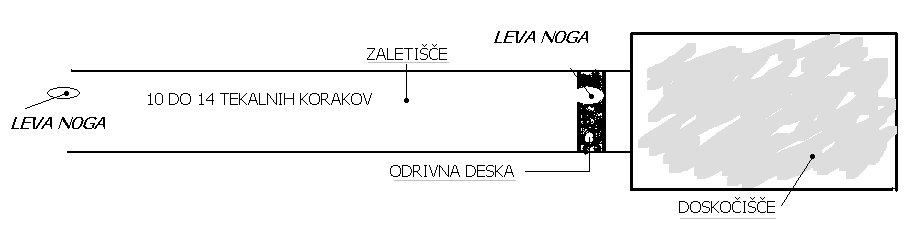 LEVA NOGA
ZALETIŠČE
10 DO 14 TEKALNIH KORAKOV
LEVA NOGA
ODRIVNA DESKA
DOSKOČIŠČE